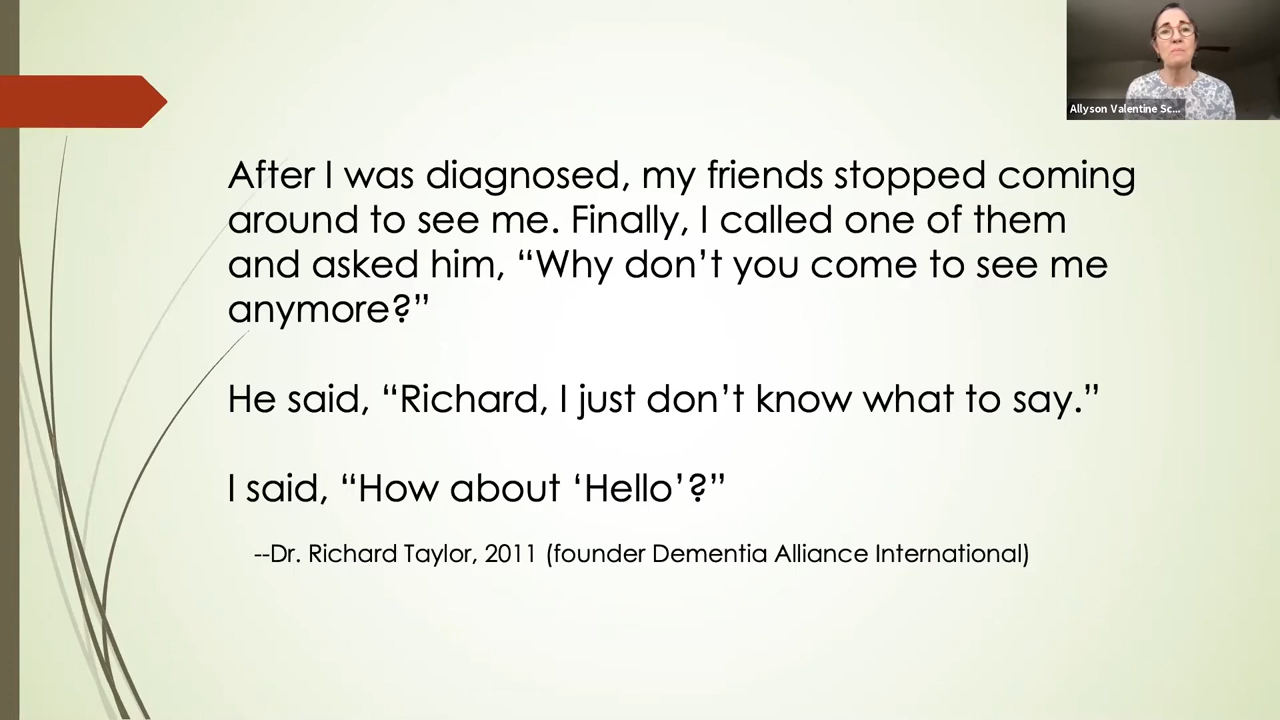 Allyson Valentine Sc...
After I was diagnosed, my friends stopped coming
around to see me. Finally, I called one of them
and asked him, “Why don’t you come to see me
anymore?”
He said, “Richard, I just don’t know what to say.”
I said, “How about ‘Hello’?”
--Dr. Richard Taylor, 2011 (founder Dementia Alliance International)